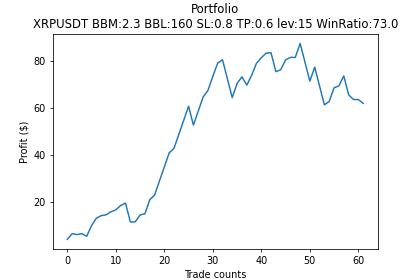 Portfolio
XRPUSDT BBM:2.3 BBL:160 SL:0.8 TP:0.6 lev:15 WinRatio:73.0
80
60
40
20
Profit ($)
0 10 20 30 40 50 60
Trade counts